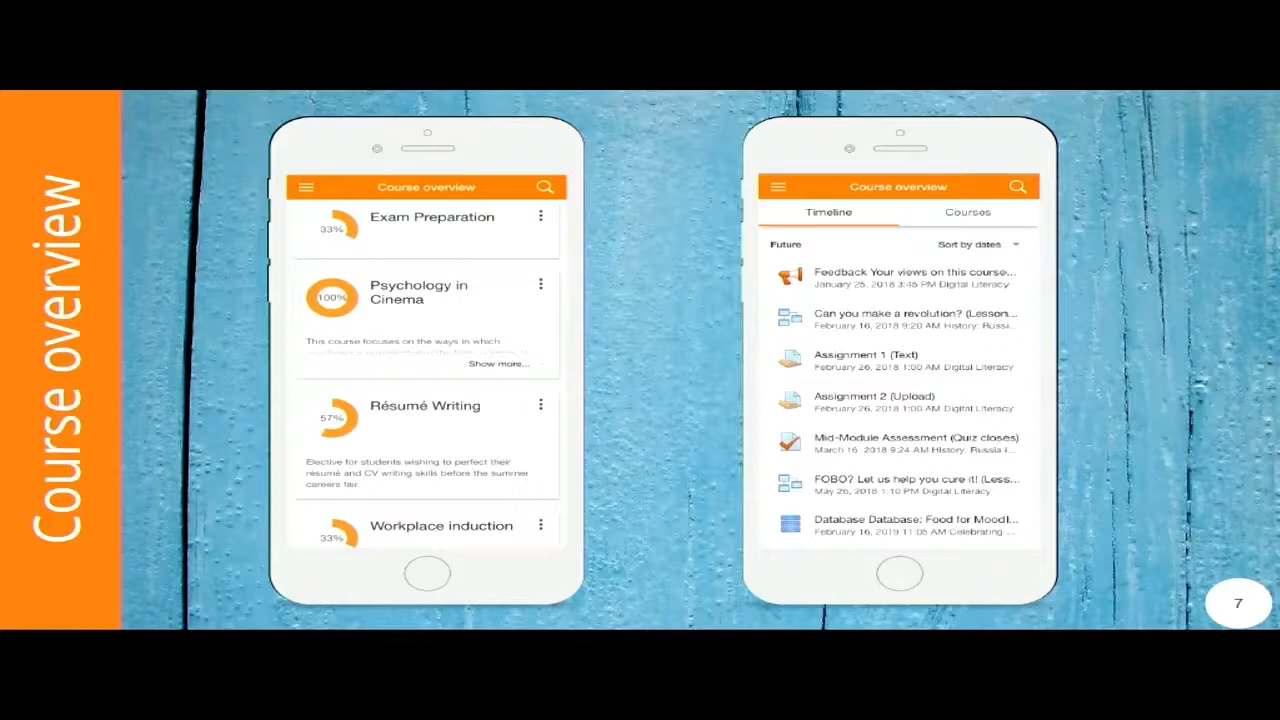 Course overview
Course overview
33%
Exam Preparation
100%
Psychology in
Cinema
This course focuses on the ways in which
Show more...
57%
Résumé Writing
Elective for students wishing to perfect their
résumé and CV writing skills before the summer
careers fair.
33%
Workplace induction
Course overview
Timeline
Courses
Future
Sort by dates
Feedback Your views on this course...
January 25, 2018 3:45 PM Digital Literacy
Can you make a revolution? (Lesson...
February 16, 2018 9:20 AM History: Russi...
Assignment 1 (Text)
February 26, 2018 1:00 AM Digital Literacy
Assignment 2 (Upload)
February 26, 2018 1:00 AM Digital Literacy
Mid-Module Assessment (Quiz closes)
March 16, 2018 9:24 AM History: Russia i...
FOBO? Let us help you cure it! (Less...
May 26, 2018 1:10 PM Digital Literacy
Database Database: Food for Moodl...
February 16, 2019 11:05 AM Celebrating ...
7